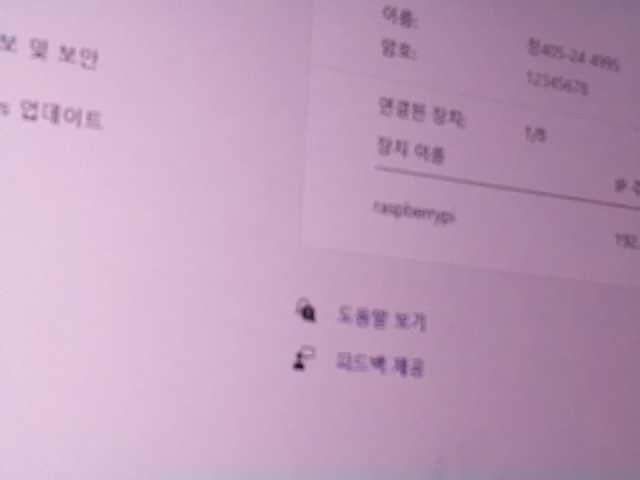 보 및 보안
s 업데이트
이름:
암호: 12345678
연결된 장치: 1/8
장치 이름
raspberrypi 192.
도움말 보기
피드백 제공